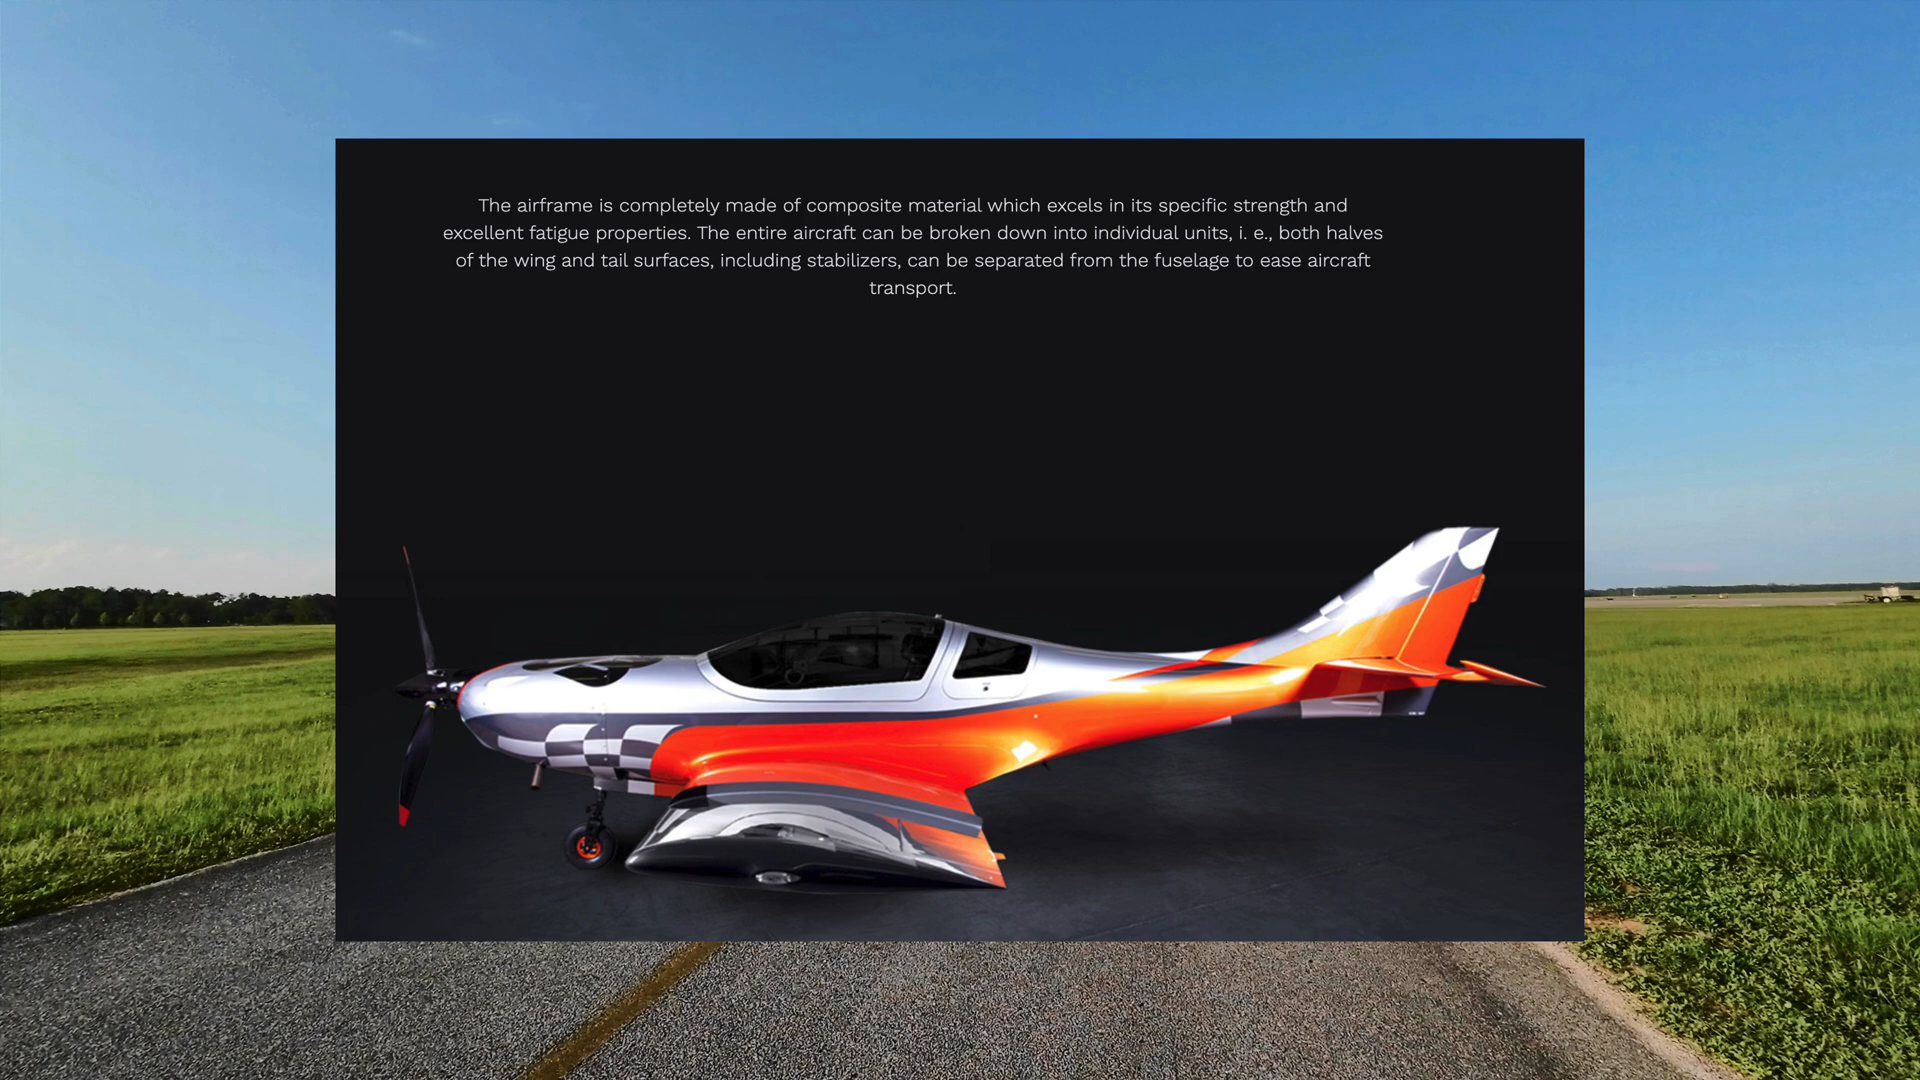 The airframe is completely made of composite material which excels in its specific strength and
excellent fatigue properties. The entire aircraft can be broken down into individual units, i. e., both halves
of the wing and tail surfaces, including stabilizers, can be separated from the fuselage to ease aircraft
transport.